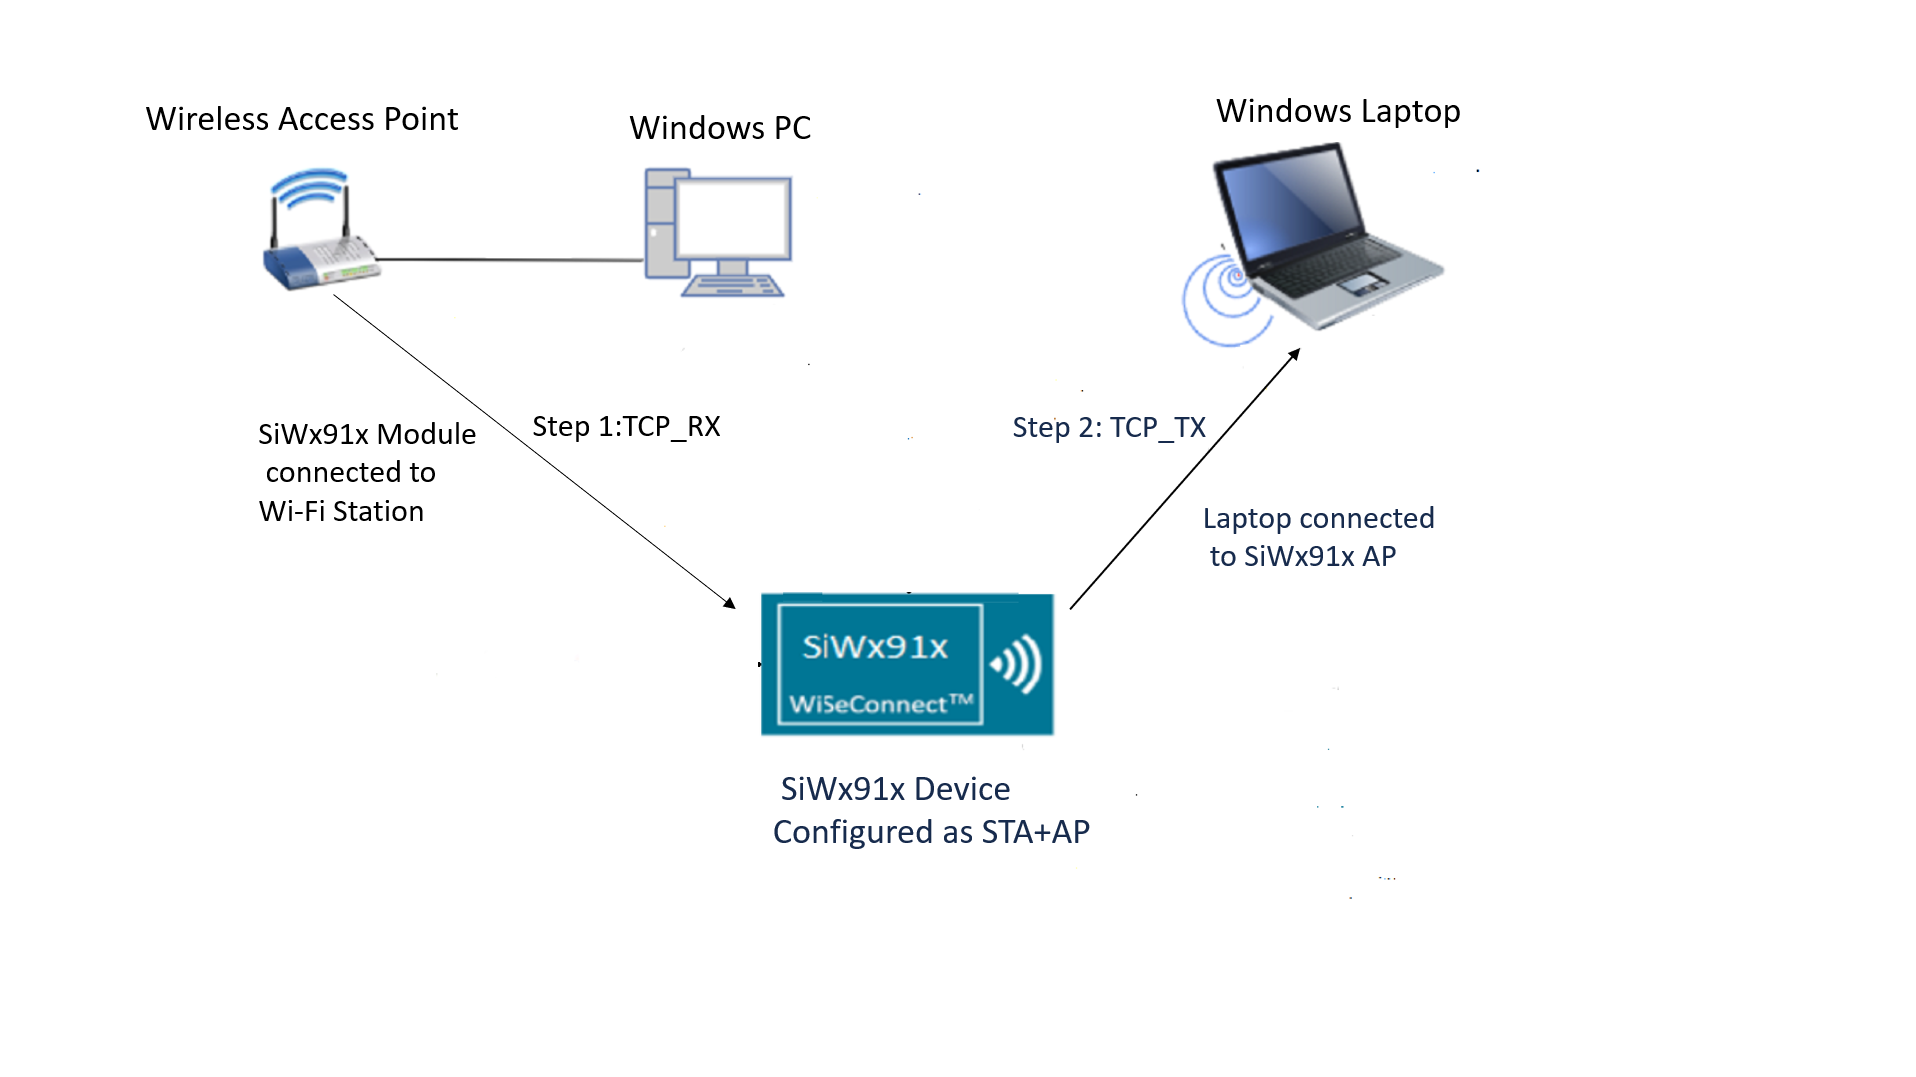 Wireless Access Point
Windows PC
Windows Laptop
Step 1:TCP_RX
SiWx91x Module
connected to
Wi-Fi Station
Step 2: TCP_TX
Laptop connected
to SiWx91x AP
SiWx91x
WiSeConnect™
SiWx91x Device
Configured as STA+AP